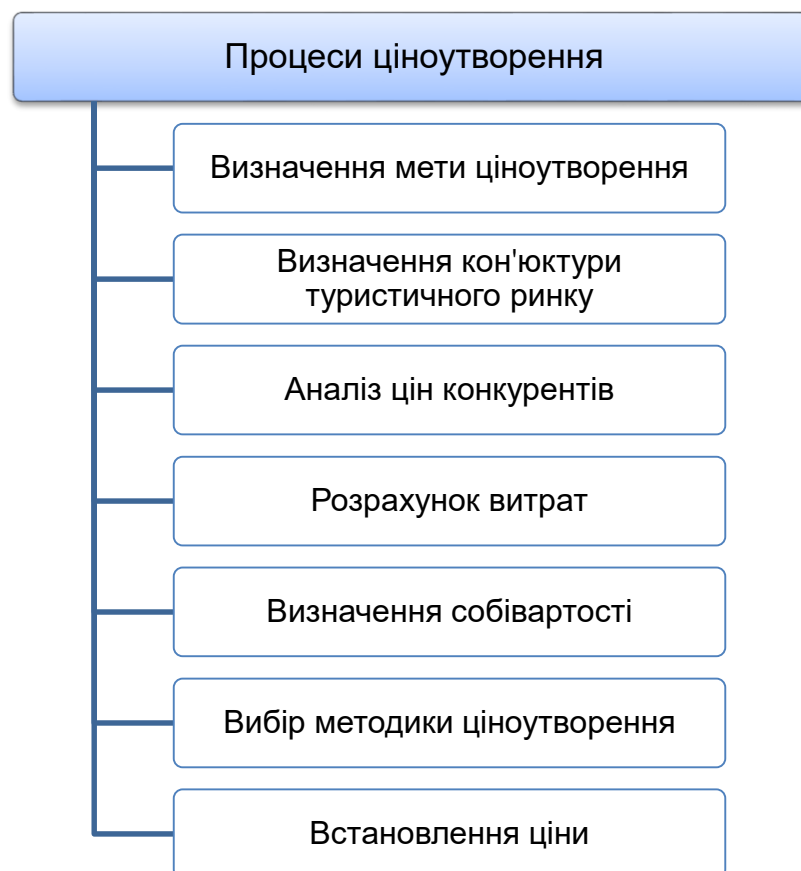 Процеси ціноутворення
Визначення мети ціноутворення
Визначення кон'юктури
туристичного ринку
Аналіз цін конкурентів
Розрахунок витрат
Визначення собівартості
Вибір методики ціноутворення
Встановлення ціни